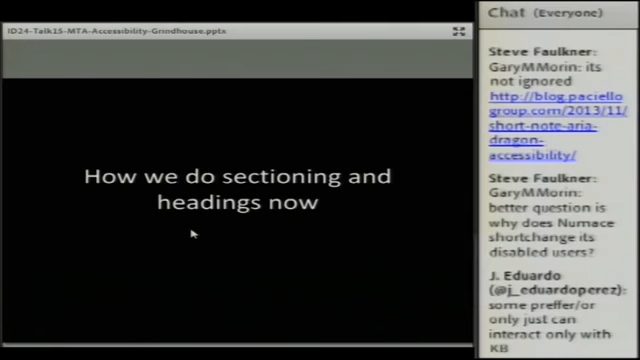 ID24-Talk15-MTA-Accessibility-Grindhouse.pptx
How we do sectioning and
headings now
Chat (Everyone)
Steve Faulkner:
GaryMMorin: its
not ignored
http://blog.paciello
group.com/2013/11/
short-note-aria-
dragon-
accessibility/
Steve Faulkner:
GaryMMorin:
better question is
why does Numace
shortchange its
disabled users?
J. Eduardo
(@j_eduardoperez):
some preffer/or
only just can
interact only with
KB